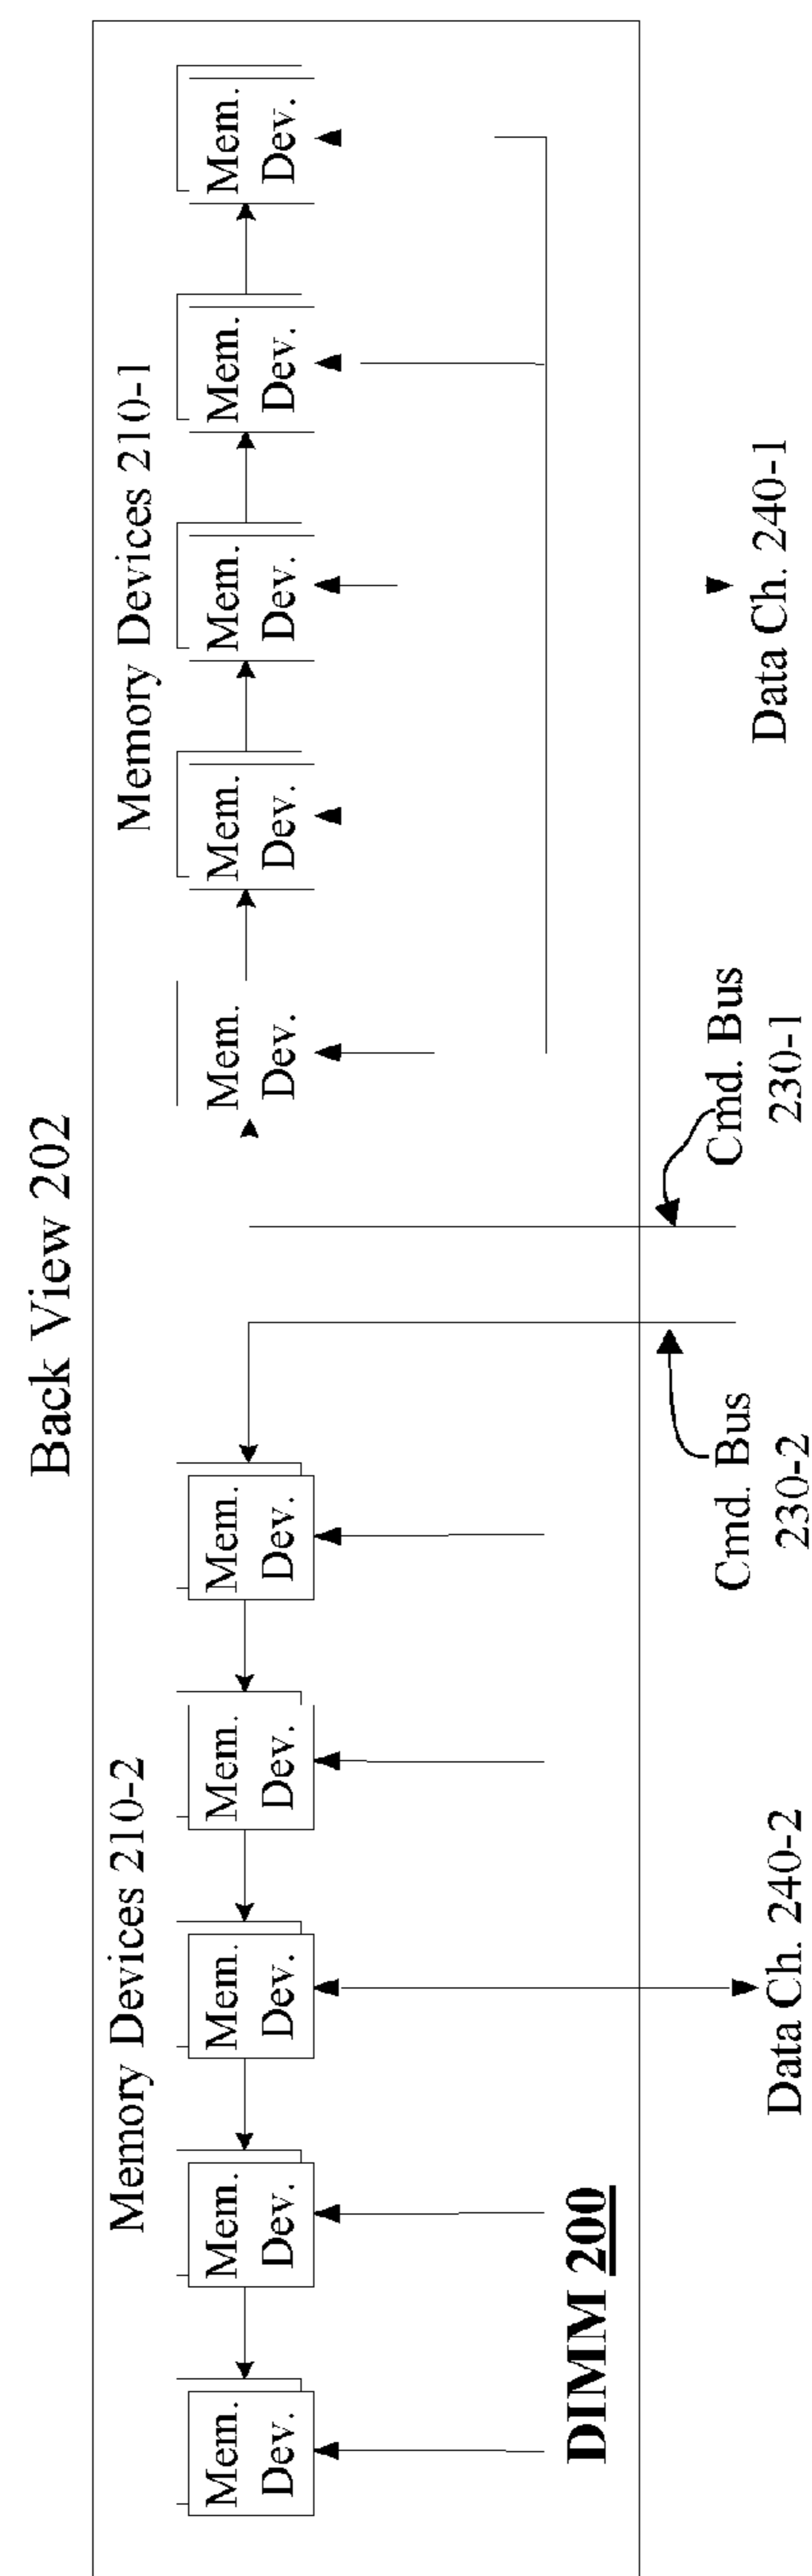 Back View 202
Memory Devices 210-2
Memory Devices 210-1
Mem.
Dev.
Mem.
Dev.
Mem.
Dev.
Mem.
Dev.
Mem.
Dev.
Mem.
Dev.
Mem.
Dev.
Mem.
Dev.
Mem.
Dev.
Mem.
Dev.
DIMM 200
Data Ch. 240-2
Cmd. Bus
230-2
Cmd. Bus
230-1
Data Ch. 240-1